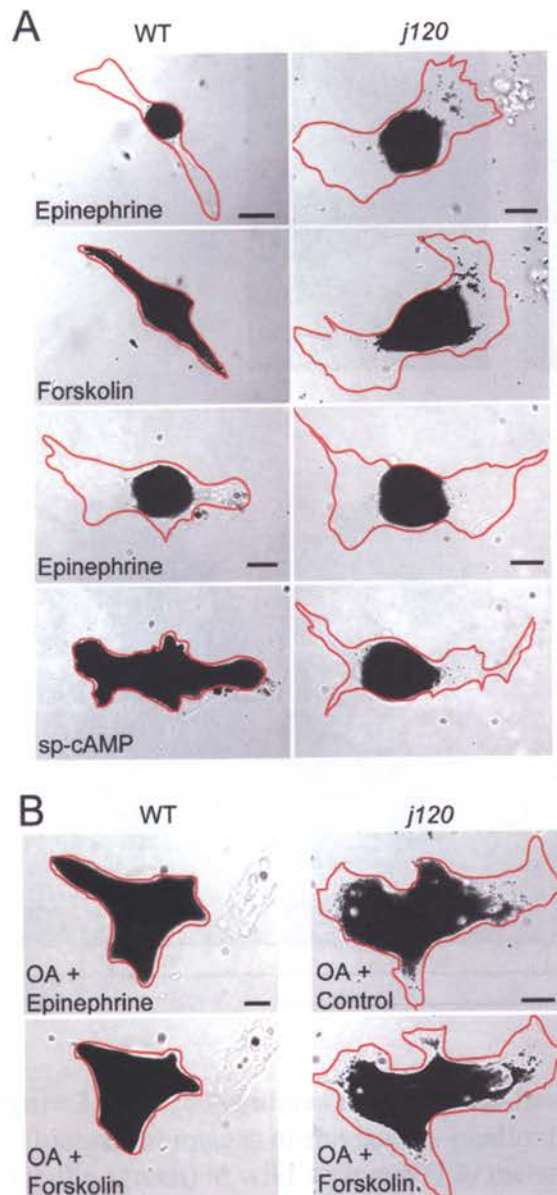 A
WT
j120
Epinephrine
Forskolin
Epinephrine
sp-cAMP
B
WT
j120
OA +
Epinephrine
OA +
Control
OA +
Forskolin
OA +
Forskolin